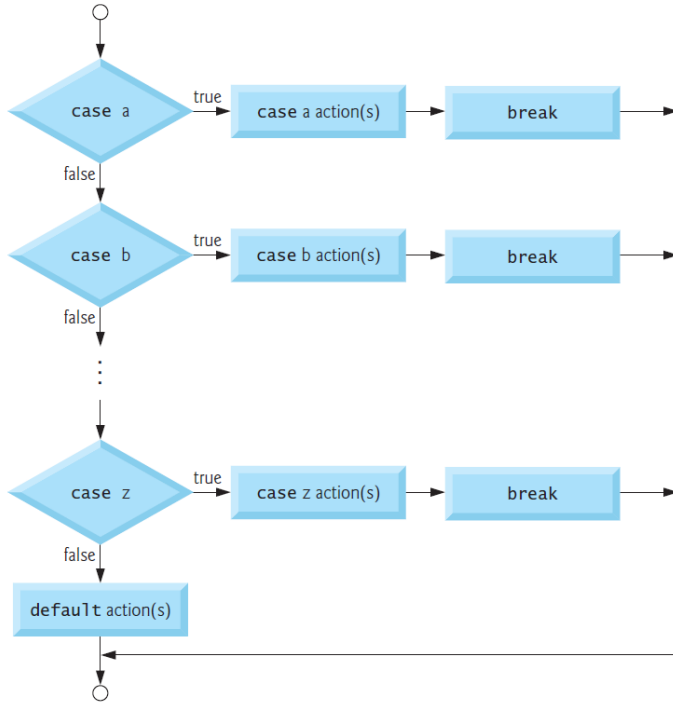 case a
true
case a action(s)
break
false
case b
true
case b action(s)
break
false
case z
true
case z action(s)
break
false
default action(s)